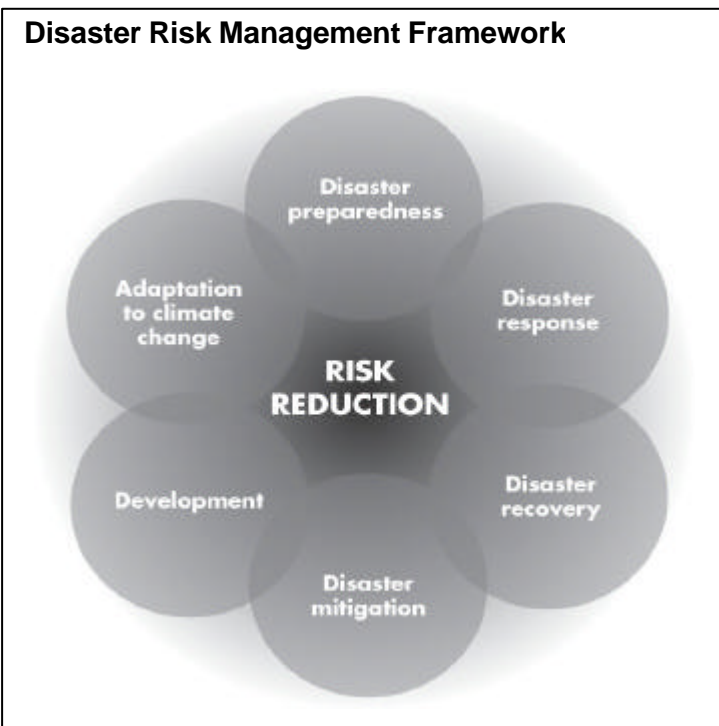 Disaster Risk Management Framework
Disaster
preparedness
Disaster
response
Disaster
recovery
Disaster
mitigation
Development
Adaptation
to climate
change
RISK
REDUCTION